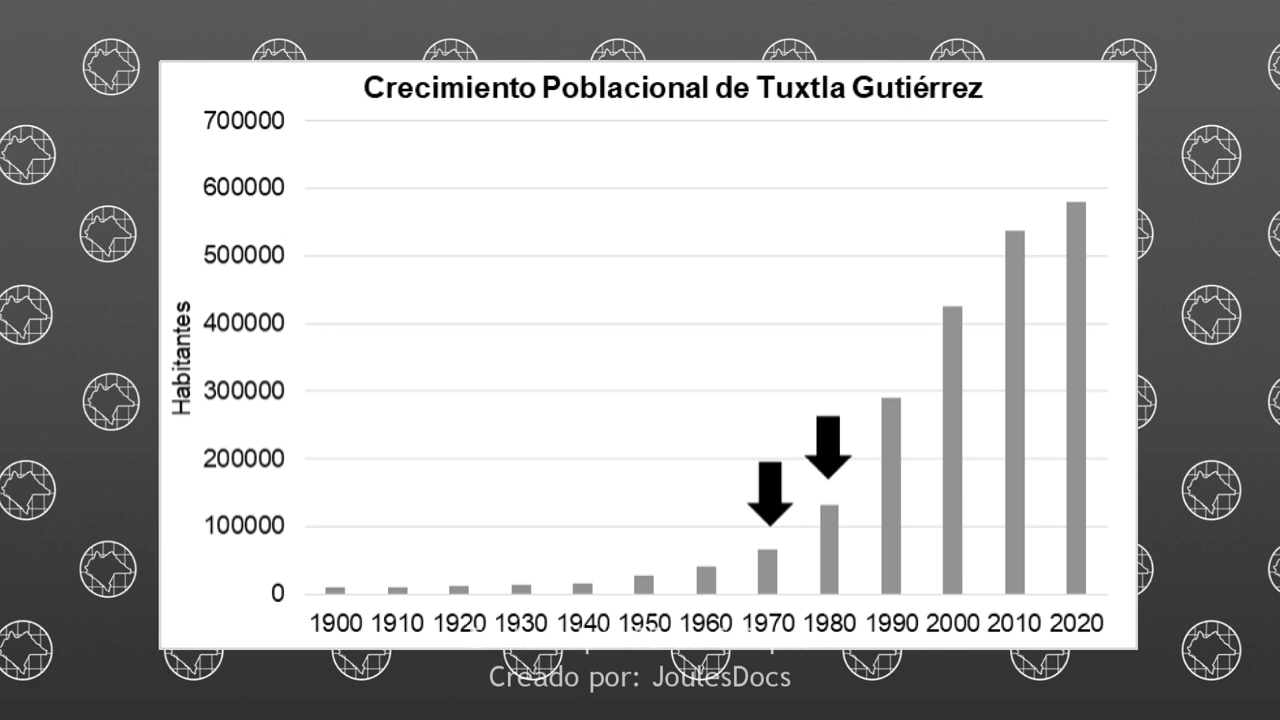 Crecimiento Poblacional de Tuxtla Gutiérrez
700000
600000
500000
400000
300000
200000
100000
0
Habitantes
1900 1910 1920 1930 1940 1950 1960 1970 1980 1990 2000 2010 2020
Creado por: JoulesDocs